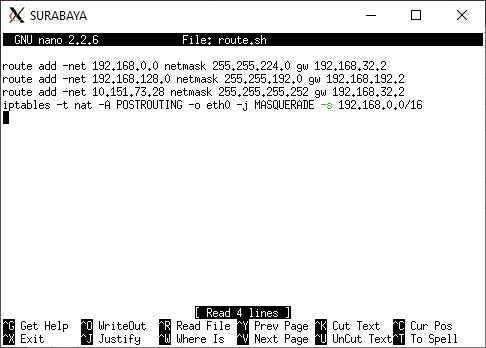 SURABAYA
GNU nano 2.2.6 File: route.sh
route add -net 192.168.0.0 netmask 255.255.224.0 gw 192.168.32.2
route add -net 192.168.128.0 netmask 255.255.192.0 gw 192.168.192.2
route add -net 10.151.73.28 netmask 255.255.255.252 gw 192.168.32.2
iptables -t nat -A POSTROUTING -o eth0 -j MASQUERADE -s 192.168.0.0/16
[ Read 4 lines ]
^G Get Help ^O WriteOut ^R Read File ^Y Prev Page ^K Cut Text ^C Cur Pos
^X Exit ^J Justify ^W Where Is ^V Next Page ^U UnCut Text ^T To Spell